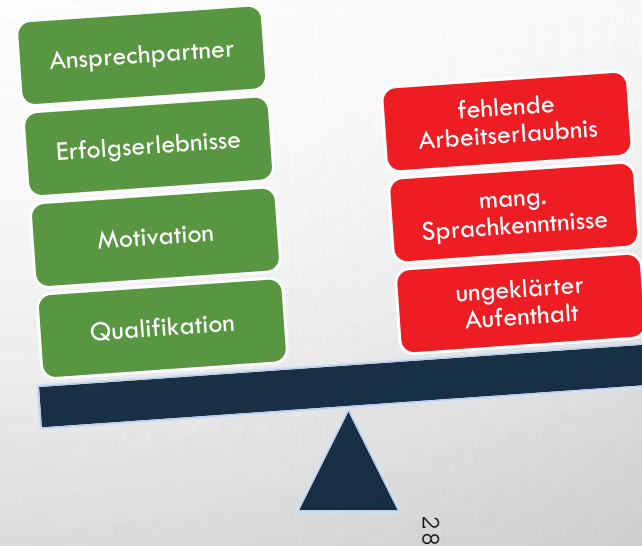 Ansprechpartner
Erfolgserlebnisse
Motivation
Qualifikation
fehlende
Arbeitserlaubnis
mang.
Sprachkenntnisse
ungeklärter
Aufenthalt
28